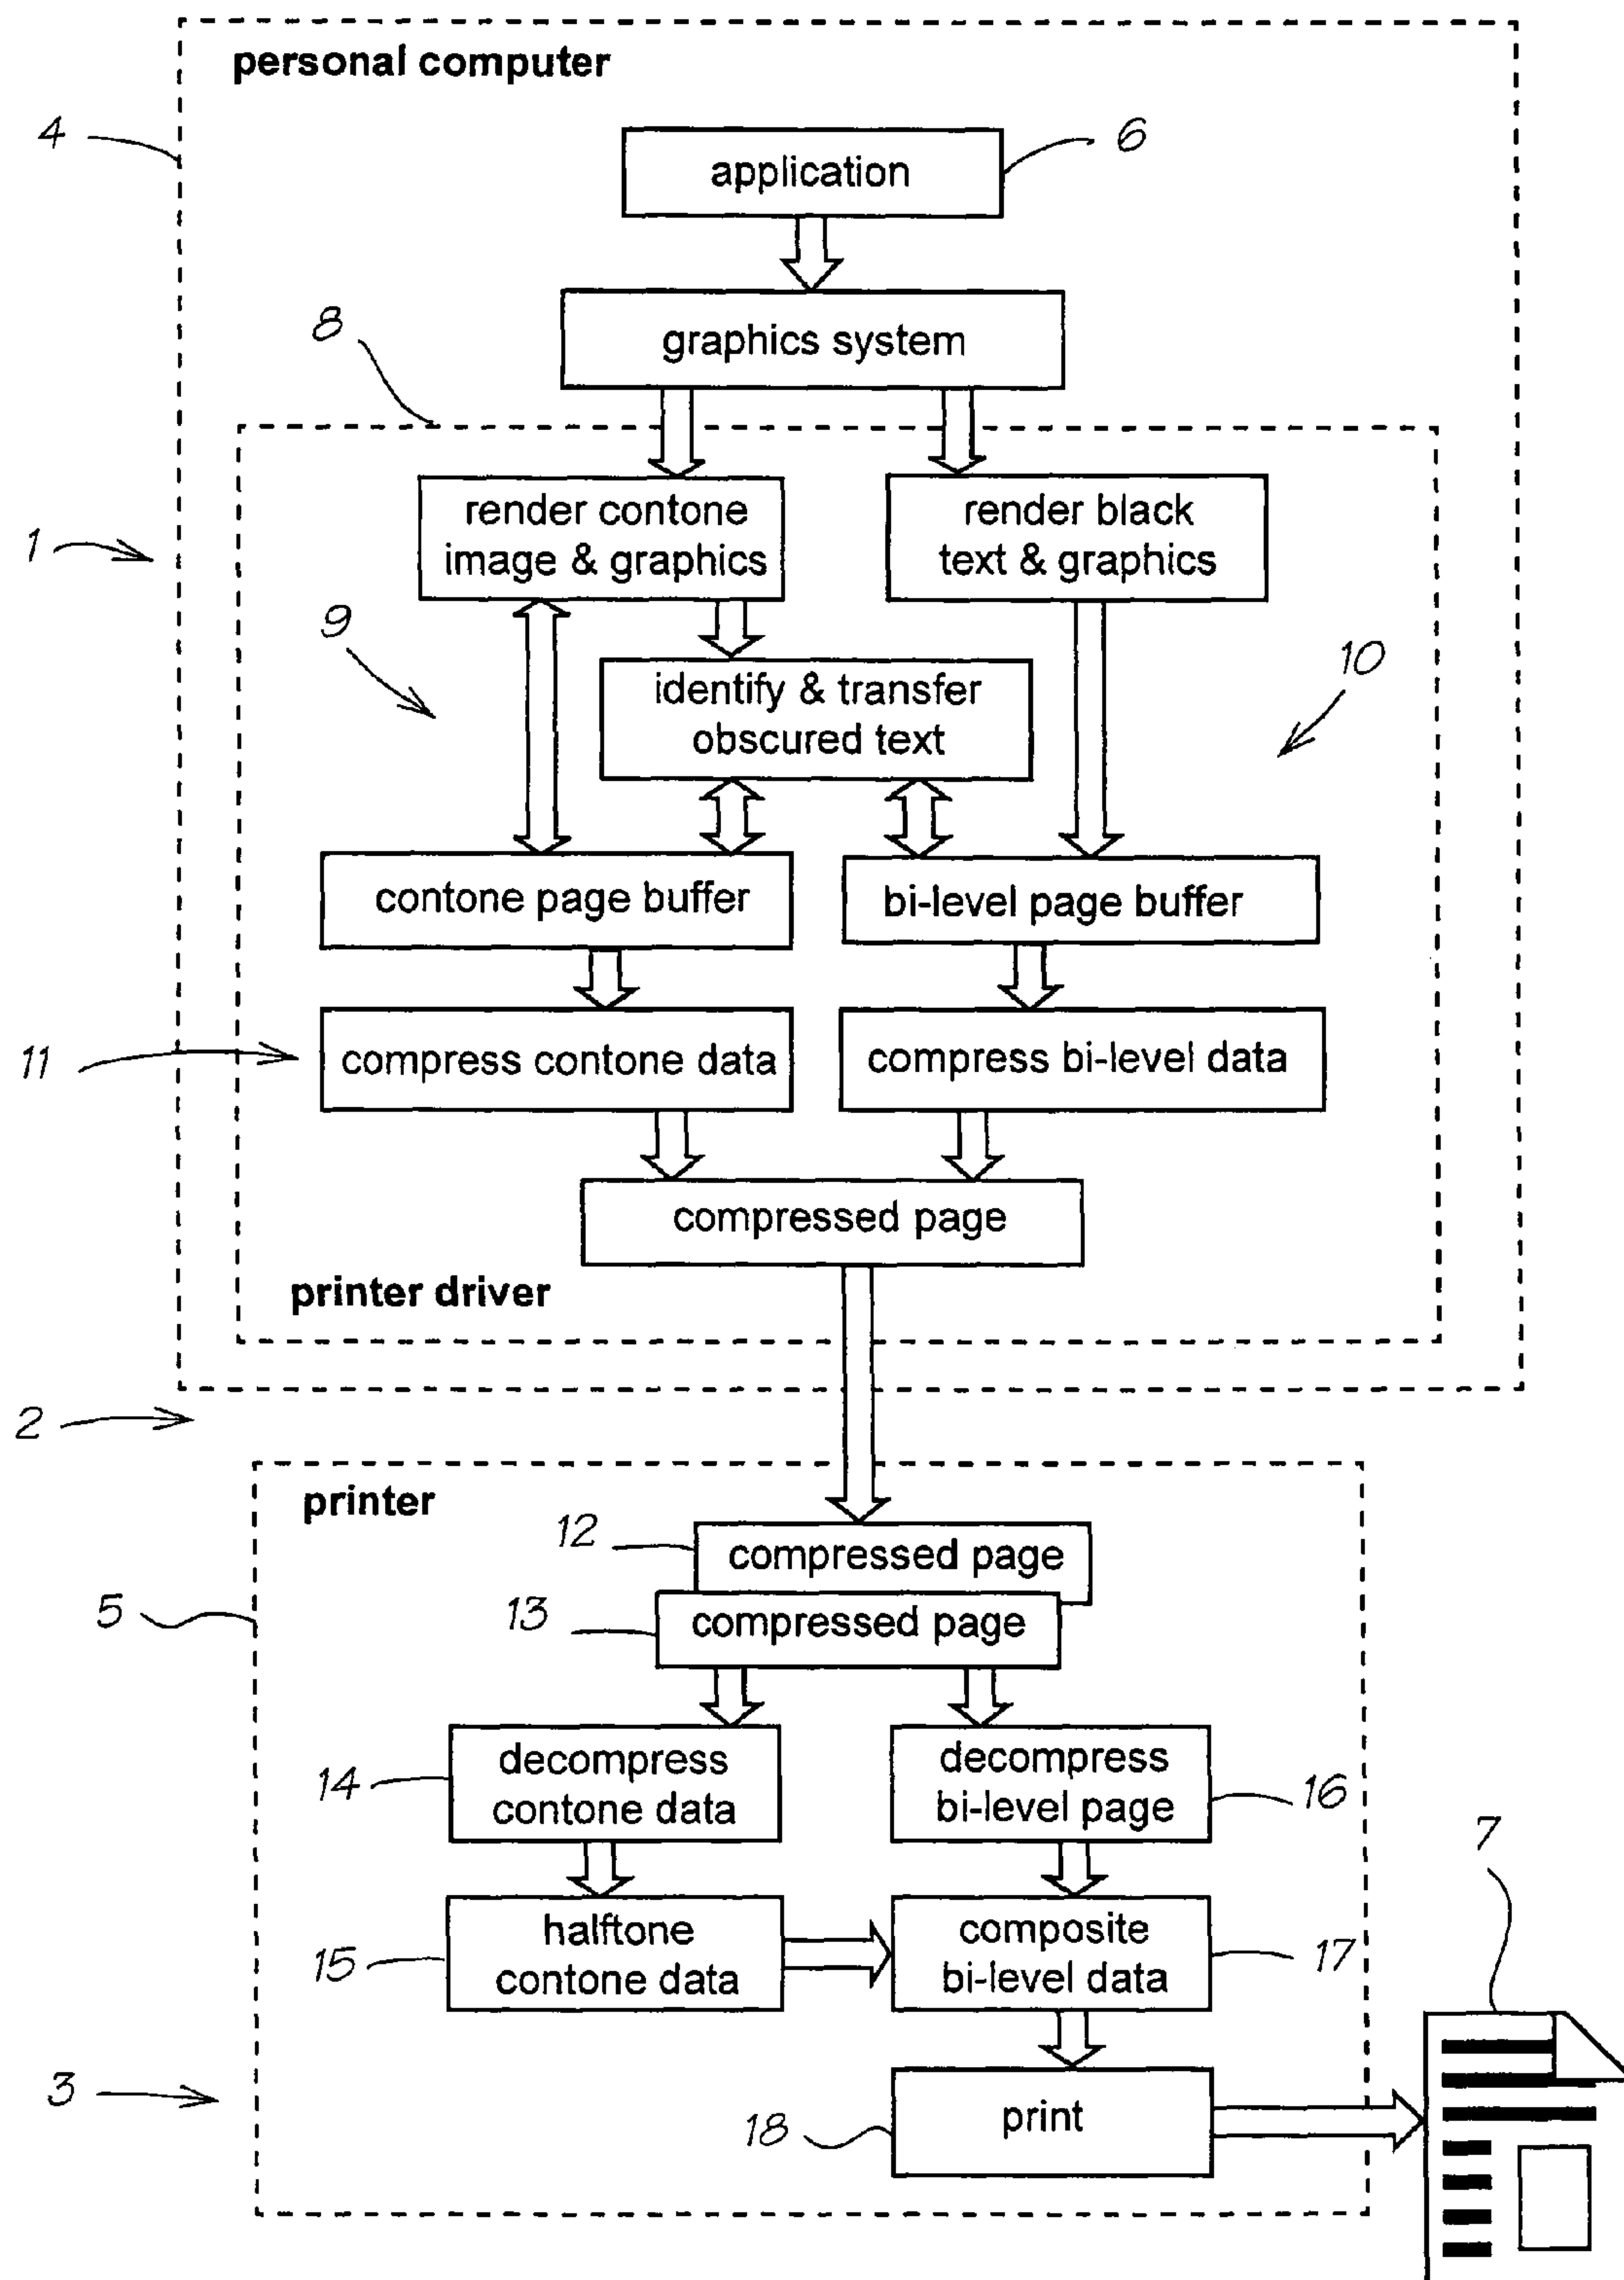 personal computer
4
application
6
graphics system
8
render contone
image & graphics
render black
text & graphics
1
9
identify & transfer
obscured text
10
contone page buffer
bi-level page buffer
11
compress contone data
compress bi-level data
compressed page
printer driver
2
printer
12
compressed page
13
compressed page
5
14
decompress
contone data
decompress
bi-level page
16
7
15
halftone
contone data
composite
bi-level data
17
3
18
print